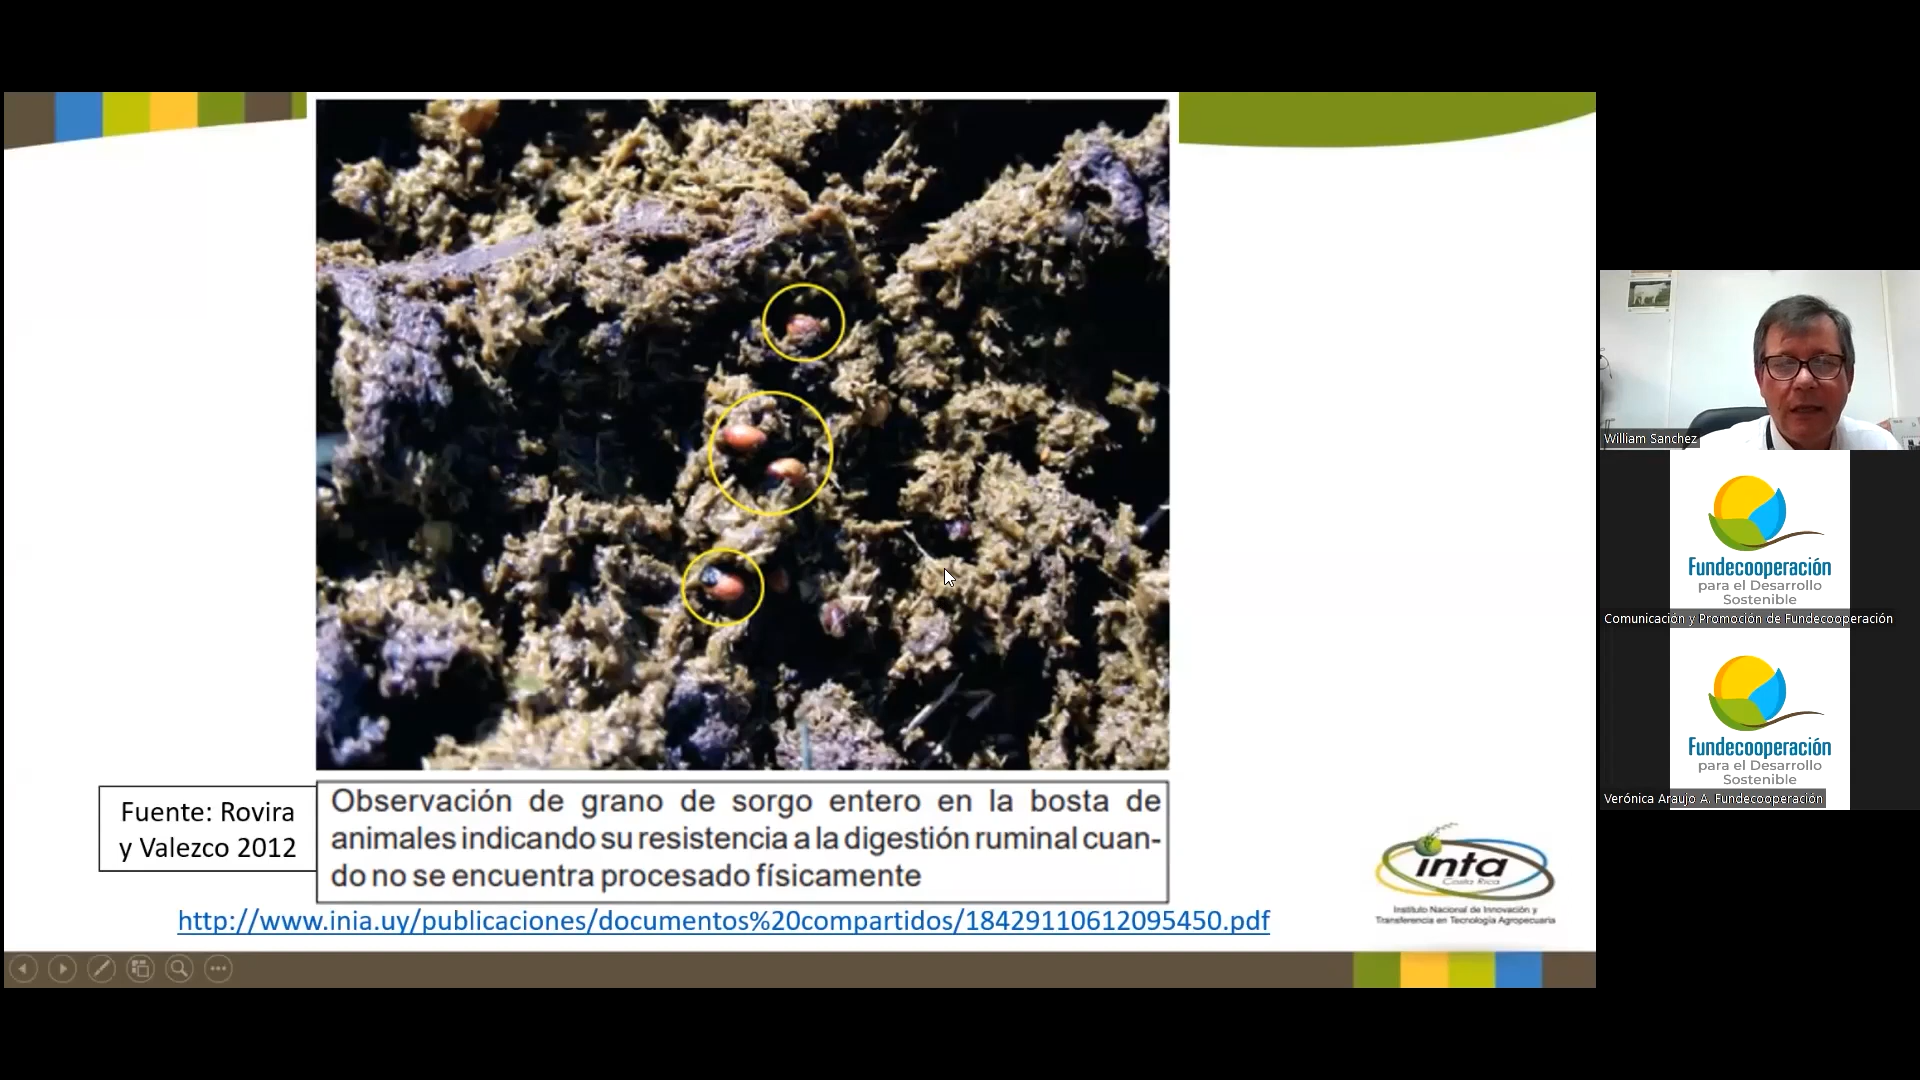 Fuente: Rovira
y Valezco 2012
Observación de grano de sorgo entero en la bosta de
animales indicando su resistencia a la digestión ruminal cuan-
do no se encuentra procesado físicamente
http://www.inia.uy/publicaciones/documentos%20compartidos/18429110612095450.pdf
inta
Costa Rica
Instituto Nacional de Innovación y
Transferencia en Tecnología Agropecuaria
William Sanchez
Fundecooperación
para el Desarrollo
Sostenible
Comunicación y Promoción de Fundecooperación
Fundecooperación
para el Desarrollo
Sostenible
Verónica Araujo A. Fundecooperación